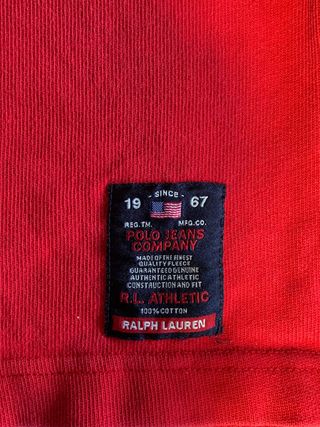 - SINCE -
19 67
REG. TM. MFG. CO.
POLO JEANS
COMPANY
MADE OF THE FINEST
QUALITY FLEECE
GUARANTEED GENUINE
AUTHENTIC ATHLETIC
CONSTRUCTION AND FIT
R.L. ATHLETIC
100% COTTON
RALPH LAUREN